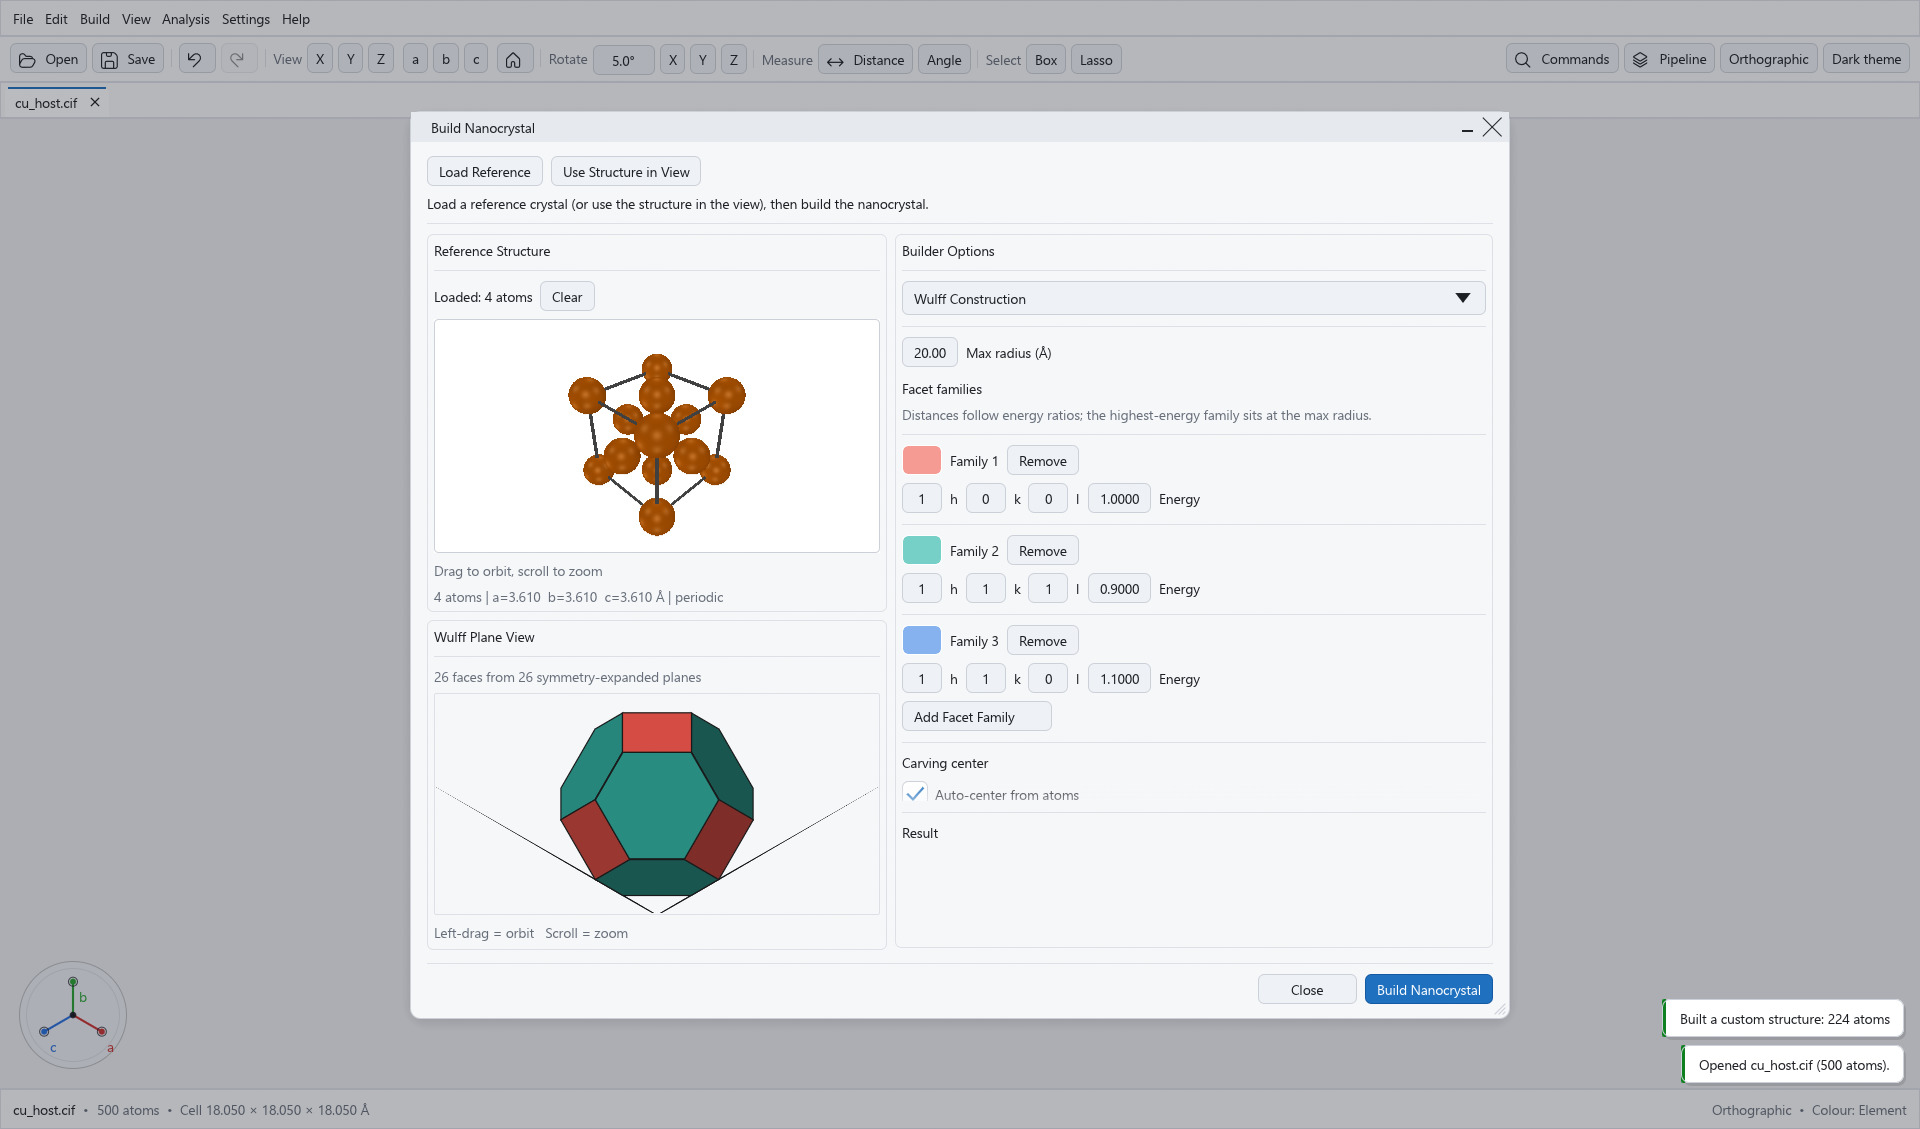 File Edit Build View Analysis Settings Help
Open Save View X Y Z a b c Rotate 5.0° X Y Z Measure Distance Angle Select Box Lasso Commands Pipeline Orthographic Dark theme
cu_host.cif
Build Nanocrystal
Load Reference Use Structure in View
Load a reference crystal (or use the structure in the view), then build the nanocrystal.
Reference Structure
Loaded: 4 atoms Clear
Drag to orbit, scroll to zoom
4 atoms | a=3.610 b=3.610 c=3.610 Å | periodic
Wulff Plane View
26 faces from 26 symmetry-expanded planes
Left-drag = orbit Scroll = zoom
Builder Options
Wulff Construction
20.00 Max radius (Å)
Facet families
Distances follow energy ratios; the highest-energy family sits at the max radius.
Family 1 Remove
1 h 0 k 0 l 1.0000 Energy
Family 2 Remove
1 h 1 k 1 l 0.9000 Energy
Family 3 Remove
1 h 1 k 0 l 1.1000 Energy
Add Facet Family
Carving center
Auto-center from atoms
Result
Close Build Nanocrystal
b
c a
Built a custom structure: 224 atoms
Opened cu_host.cif (500 atoms).
cu_host.cif • 500 atoms • Cell 18.050 × 18.050 × 18.050 Å
Orthographic • Colour: Element